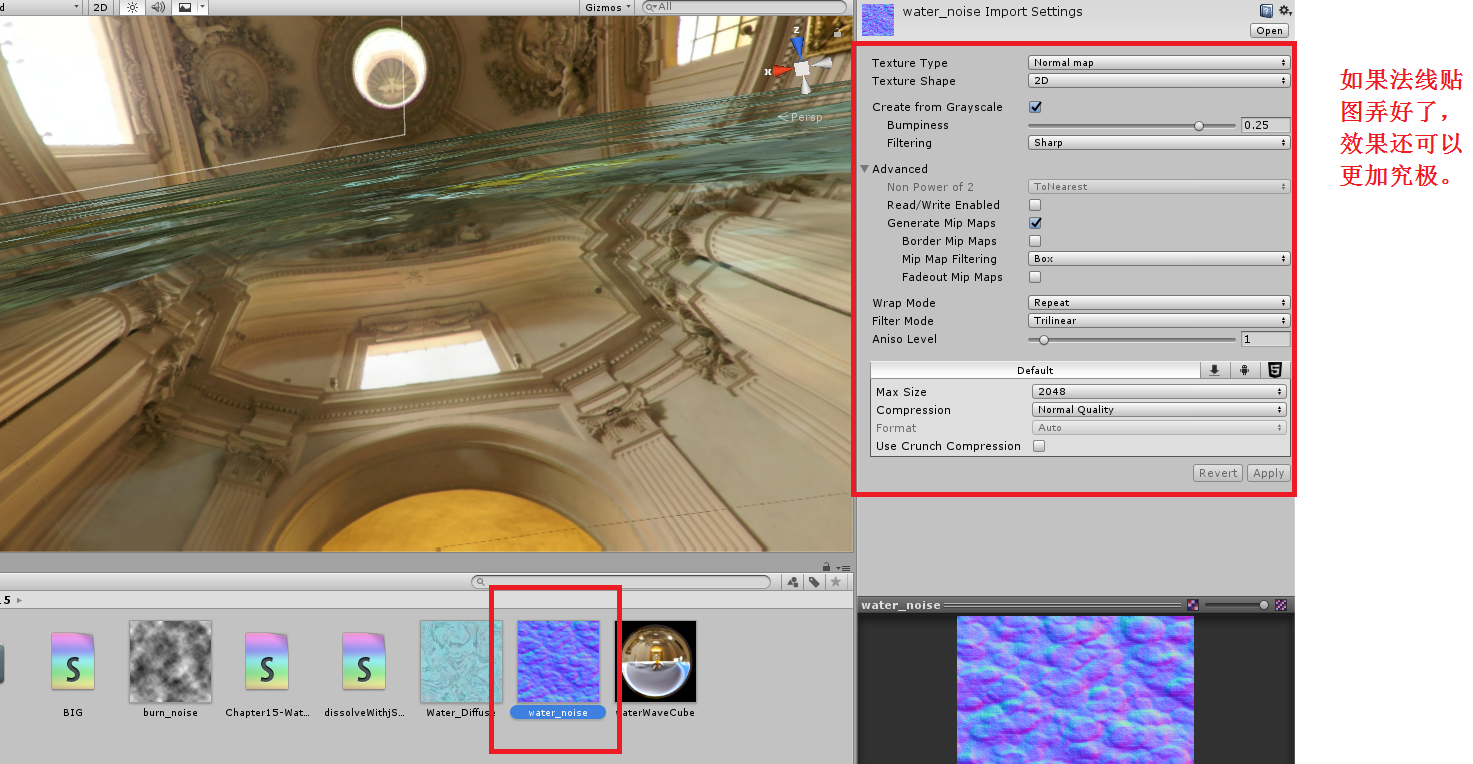 d
2D
Gizmos
All
z
x
Persp
water_noise Import Settings
Open
Texture Type Normal map
Texture Shape 2D
Create from Grayscale
Bumpiness 0.25
Filtering Sharp
Advanced
Non Power of 2 ToNearest
Read/Write Enabled
Generate Mip Maps
Border Mip Maps
Mip Map Filtering Box
Fadeout Mip Maps
Wrap Mode Repeat
Filter Mode Trilinear
Aniso Level 1
Default
5
Max Size 2048
Compression Normal Quality
Format Auto
Use Crunch Compression
Revert Apply
如果法线贴
图弄好了，
效果还可以
更加究极。
.5
S
S
S
BIG
burn_noise
Chapter15-Wat...
dissolveWithjS...
Water_Diffuse
water_noise
waterWaveCube
water_noise